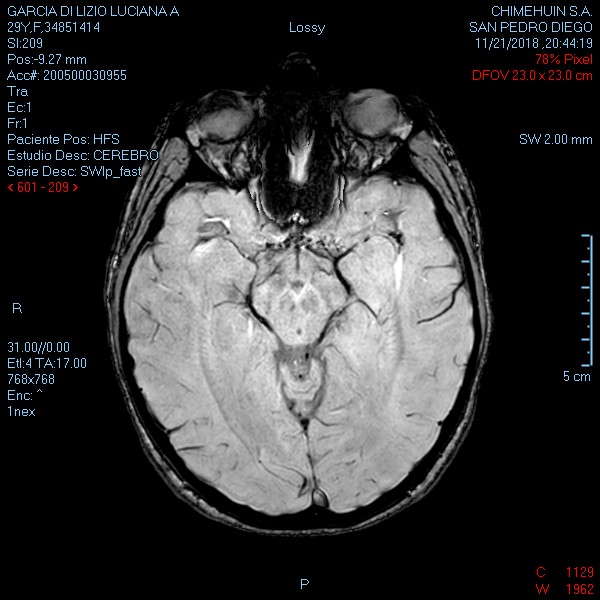 GARCIA DI LIZIO LUCIANA A
29Y,F,34851414
Sl:209
Pos:-9.27 mm
Acc#: 200500030955
Tra
Ec:1
Fr:1
Paciente Pos: HFS
Estudio Desc: CEREBRO
Serie Desc: SWIp_fast
< 601 - 209 >
Lossy
CHIMEHUIN S.A.
SAN PEDRO DIEGO
11/21/2018 ,20:44:19
78% Pixel
DFOV 23.0 x 23.0 cm
SW 2.00 mm
R
31.00//0.00
Etl:4 TA:17.00
768x768
Enc: ^
1nex
5 cm
P
C 1129
W 1962